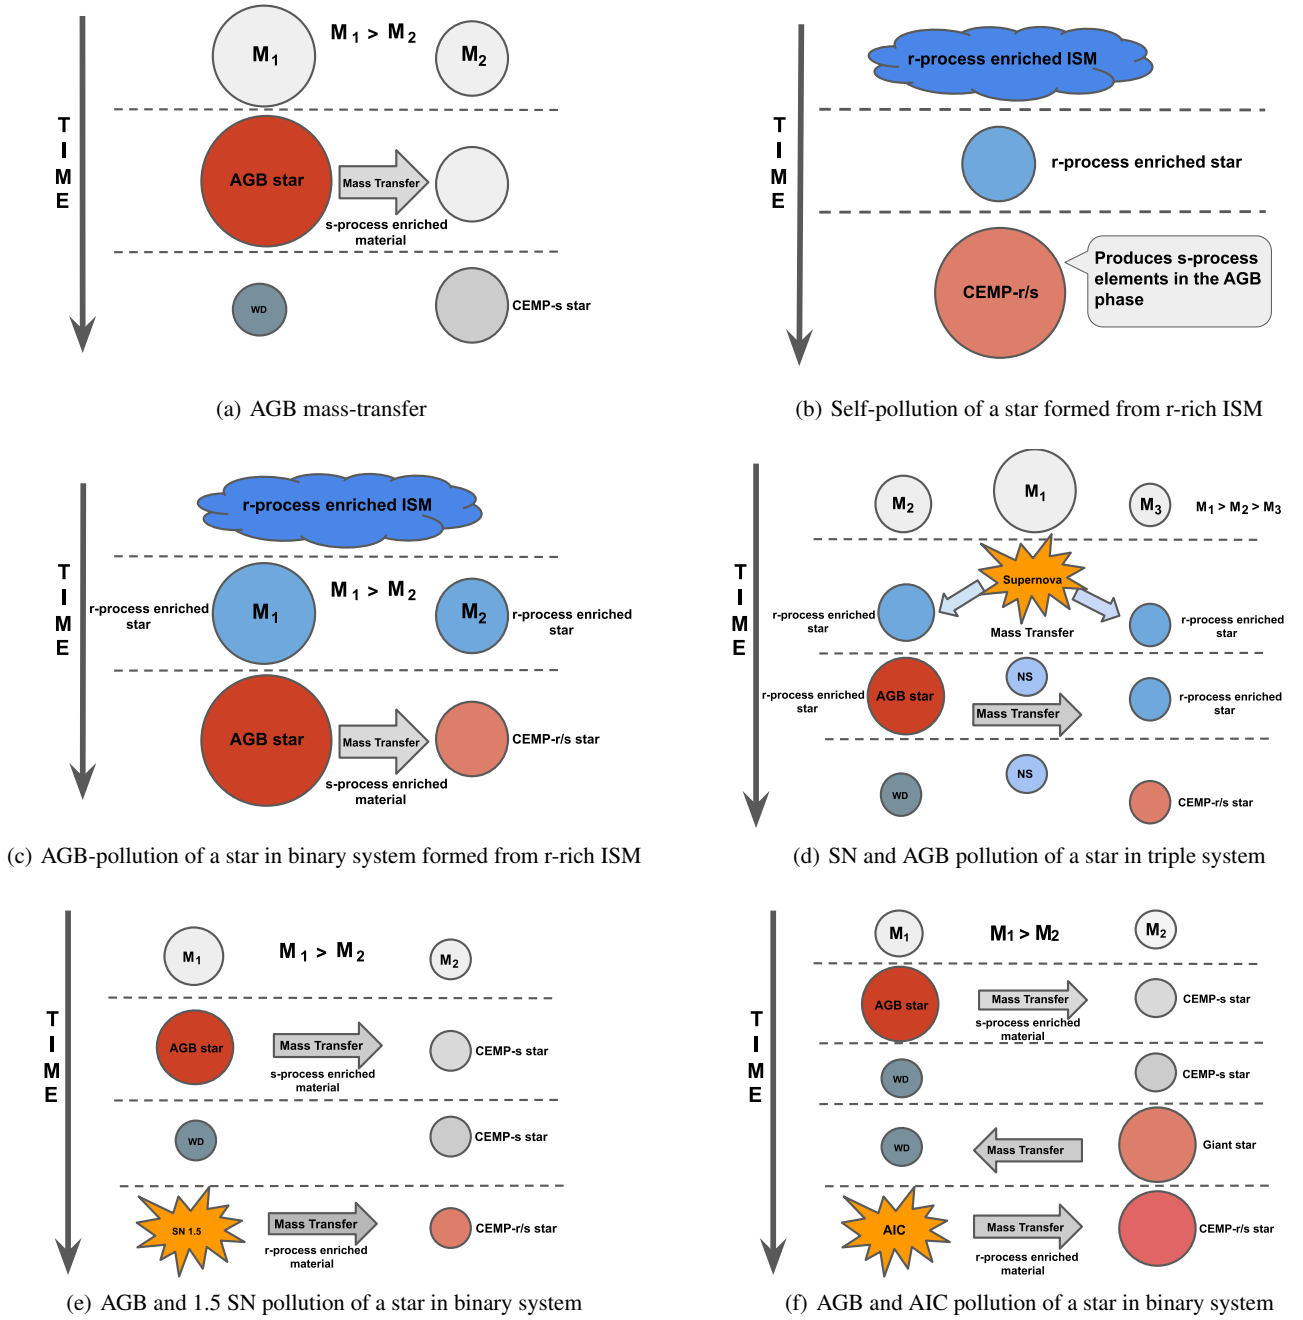 M1
M1 > M2
M2
T
I
M
E
AGB star
Mass Transfer
s-process enriched
material
WD
CEMP-s star
(a) AGB mass-transfer
r-process enriched ISM
T
I
M
E
r-process enriched star
CEMP-r/s
Produces s-process
elements in the AGB
phase
(b) Self-pollution of a star formed from r-rich ISM
r-process enriched ISM
T
I
M
E
r-process enriched
star
M1
M1 > M2
M2
r-process enriched
star
AGB star
Mass Transfer
s-process enriched
material
CEMP-r/s star
(c) AGB-pollution of a star in binary system formed from r-rich ISM
M2
M1
M3
M1 > M2 > M3
T
I
M
E
Supernova
r-process enriched
star
Mass Transfer
r-process enriched
star
r-process enriched
star
AGB star
NS
Mass Transfer
r-process enriched
star
WD
NS
CEMP-r/s star
(d) SN and AGB pollution of a star in triple system
M1
M1 > M2
M2
T
I
M
E
AGB star
Mass Transfer
s-process enriched
material
CEMP-s star
WD
CEMP-s star
SN 1.5
Mass Transfer
r-process enriched
material
CEMP-r/s star
(e) AGB and 1.5 SN pollution of a star in binary system
M1
M1 > M2
M2
T
I
M
E
AGB star
Mass Transfer
s-process enriched
material
CEMP-s star
WD
CEMP-s star
WD
Mass Transfer
Giant star
AIC
Mass Transfer
r-process enriched
material
CEMP-r/s star
(f) AGB and AIC pollution of a star in binary system